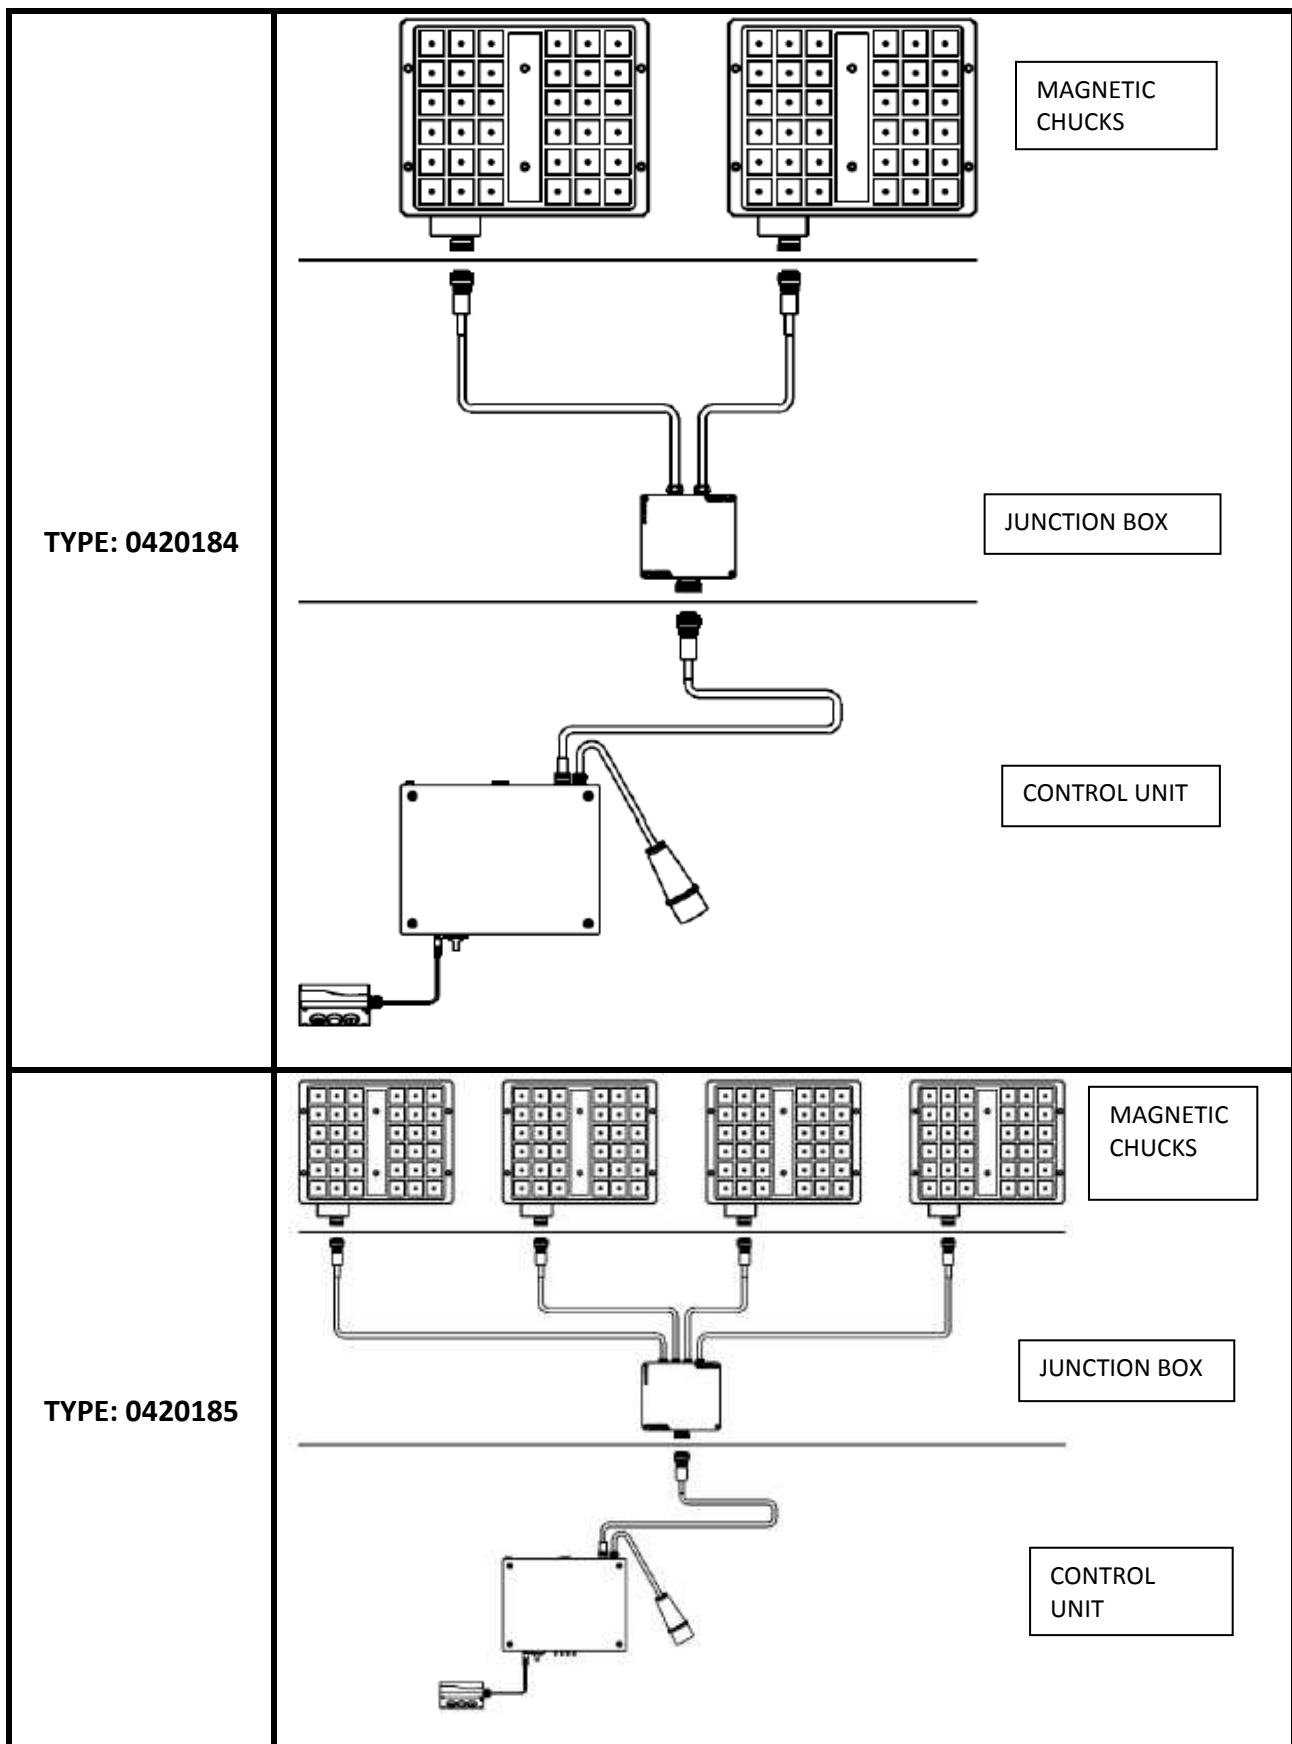 MAGNETIC
CHUCKS
JUNCTION BOX
TYPE: 0420184
CONTROL UNIT
MAGNETIC
CHUCKS
JUNCTION BOX
TYPE: 0420185
CONTROL
UNIT